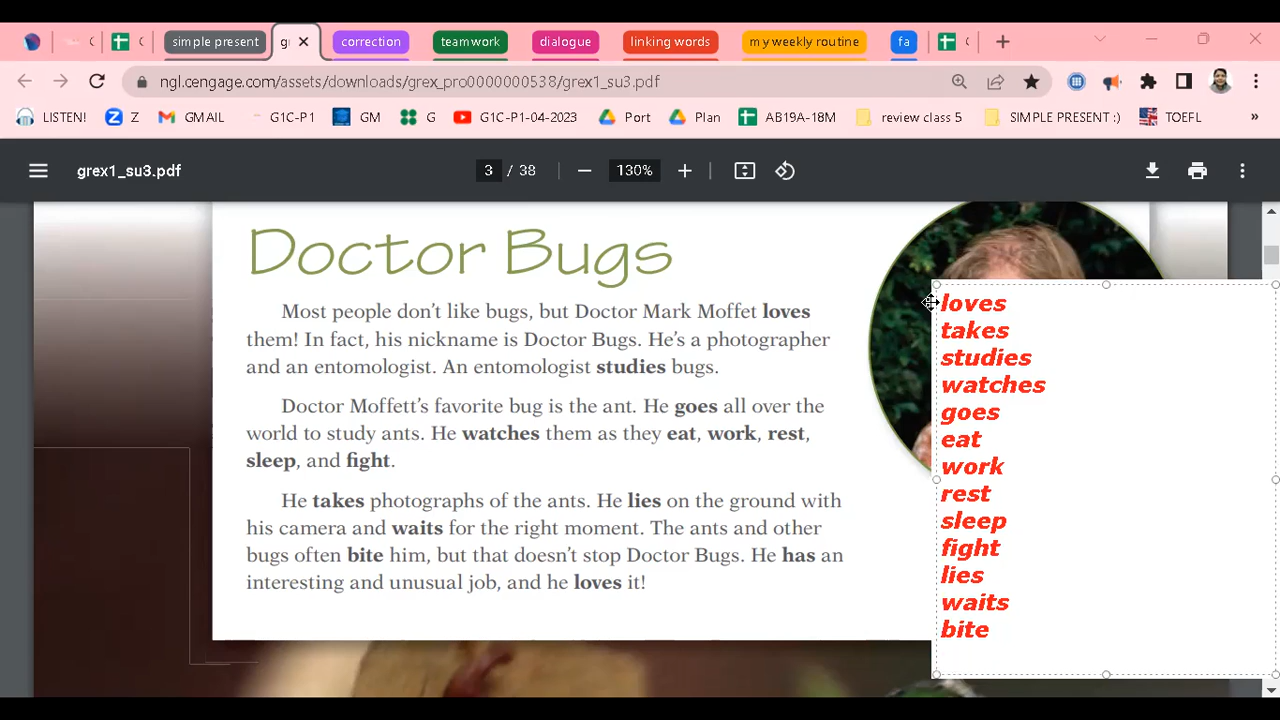 simple present
g
correction
teamwork
dialogue
linking words
my weekly routine
fa
ngl.cengage.com/assets/downloads/grex_pro0000000538/grex1_su3.pdf
STEN!
Z
GMAIL
G1C-P1
GM
G
G1C-P1-04-2023
Port
Plan
AB19A-18M
review class 5
SIMPLE PRESENT :)
TOEFL
»
grex1_su3.pdf
3 / 38
130%
Doctor Bugs
Most people don't like bugs, but Doctor Mark Moffet loves
them! In fact, his nickname is Doctor Bugs. He's a photographer
and an entomologist. An entomologist studies bugs.
Doctor Moffett's favorite bug is the ant. He goes all over the
world to study ants. He watches them as they eat, work, rest,
sleep, and fight.
He takes photographs of the ants. He lies on the ground with
his camera and waits for the right moment. The ants and other
bugs often bite him, but that doesn't stop Doctor Bugs. He has an
interesting and unusual job, and he loves it!
loves
takes
studies
watches
goes
eat
work
rest
sleep
fight
lies
waits
bite